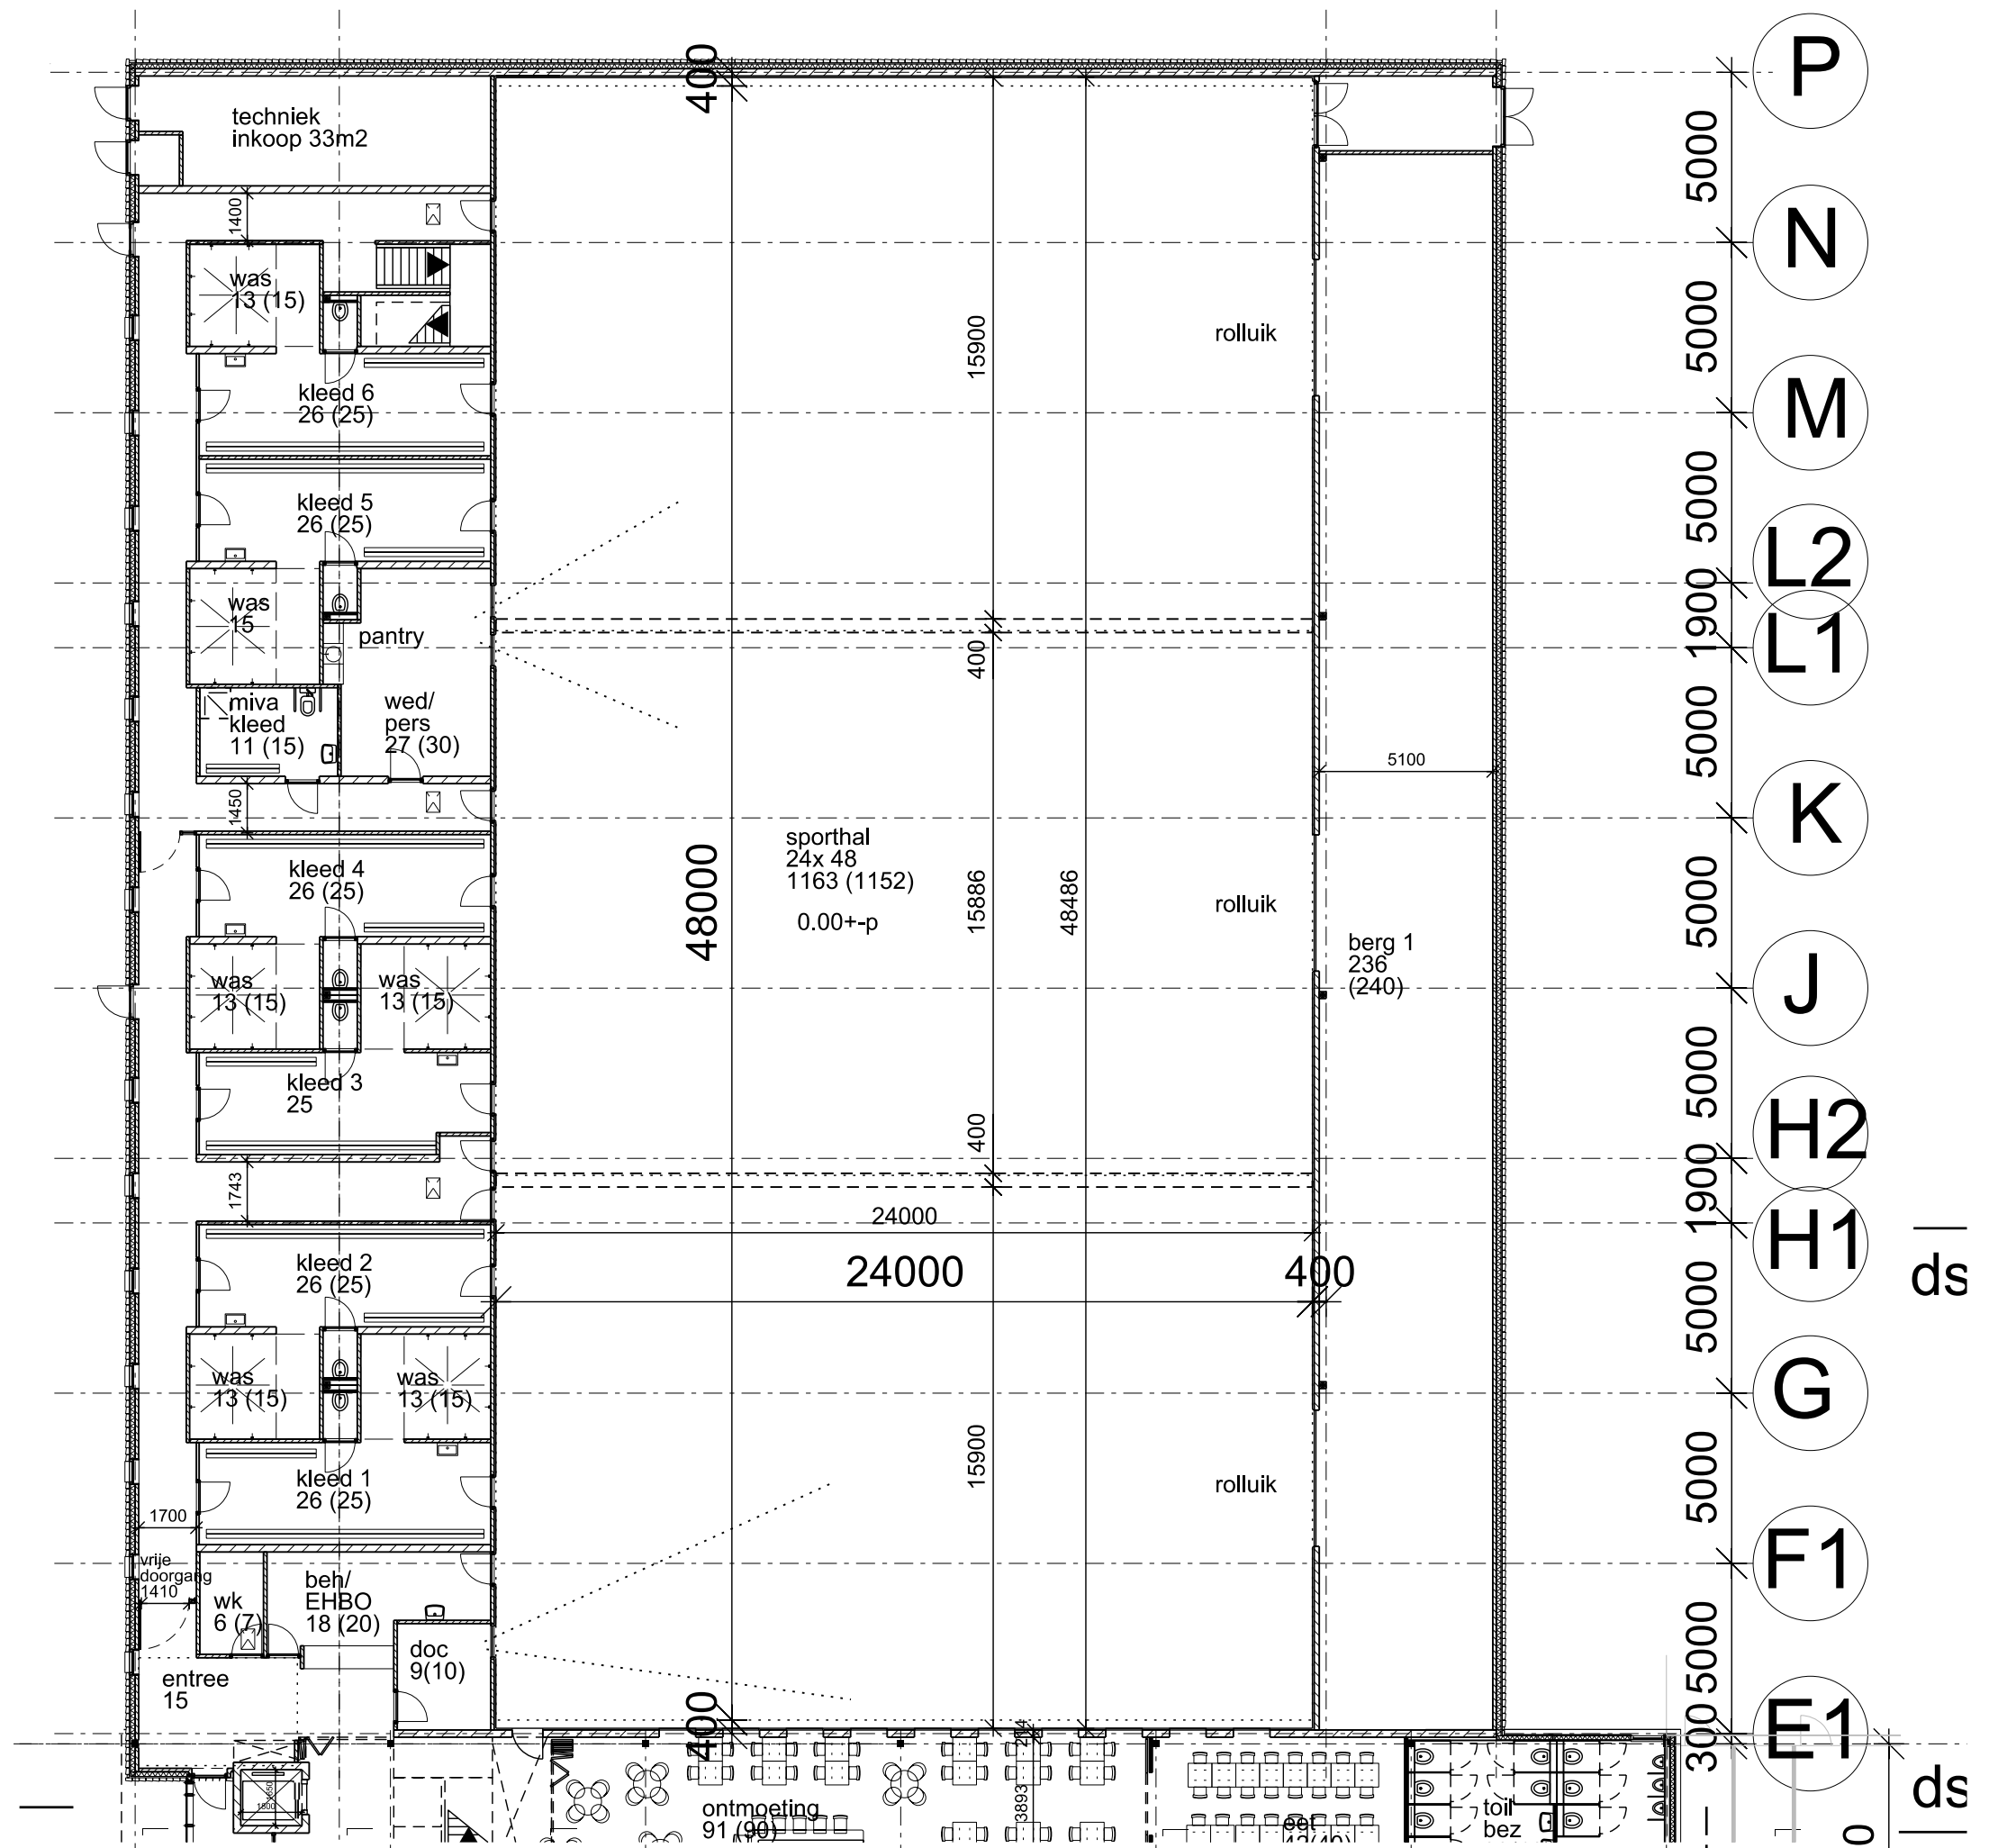 P
N
M
L2
L1
K
J
H2
H1
G
F1
E1
5000
5000
5000
1900
5000
5000
5000
1900
5000
5000
5000
300
ds
ds
0
techniek
inkoop 33m2
1400
was
13 (15)
kleed 6
26 (25)
kleed 5
26 (25)
was
15
pantry
miva
kleed
11 (15)
wed/
pers
27 (30)
1450
kleed 4
26 (25)
was
13 (15)
was
13 (15)
kleed 3
25
1743
kleed 2
26 (25)
was
13 (15)
was
13 (15)
kleed 1
26 (25)
1700
vrije
doorgang
1410
wk
6 (7)
beh/
EHBO
18 (20)
doc
9(10)
entree
15
400
48000
400
15900
400
15886
48486
400
15900
sporthal
24x 48
1163 (1152)
0.00+-p
24000
24000
400
rolluik
rolluik
rolluik
5100
berg 1
236
(240)
ontmoeting
91 (90)
3893
eet
toil
bez
1500